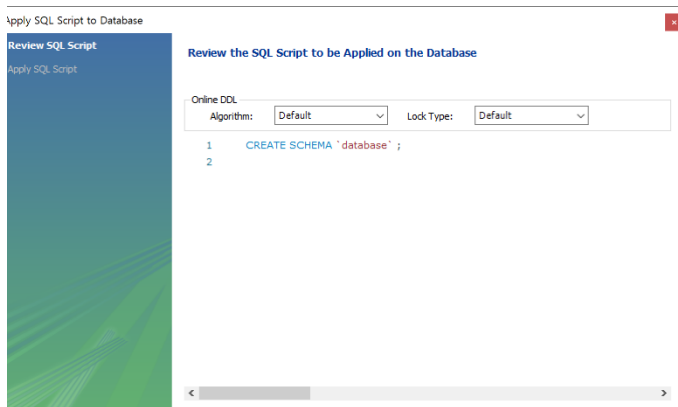 Apply SQL Script to Database
Review SQL Script
Apply SQL Script
Review the SQL Script to be Applied on the Database
Online DDL
Algorithm: Default Lock Type: Default
1 CREATE SCHEMA `database` ;
2